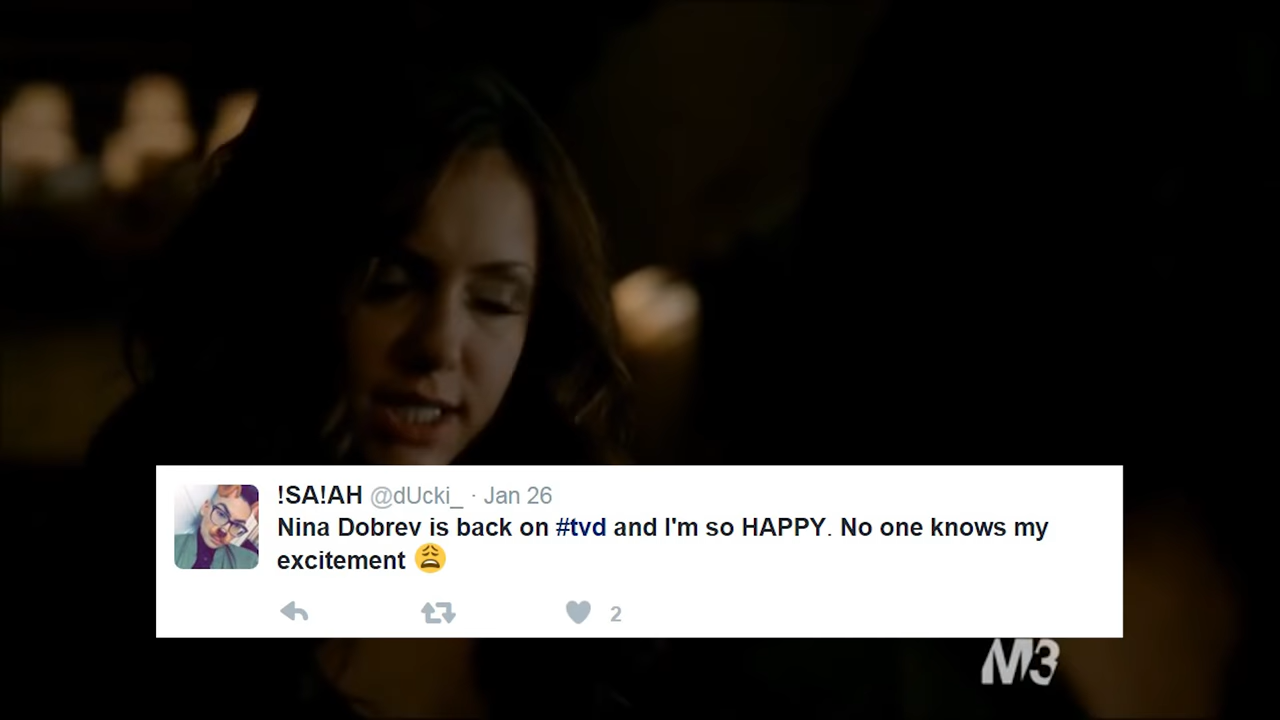 !SA!AH @dUcki_ · Jan 26
Nina Dobrev is back on #tvd and I'm so HAPPY. No one knows my
excitement 😩
2
M3